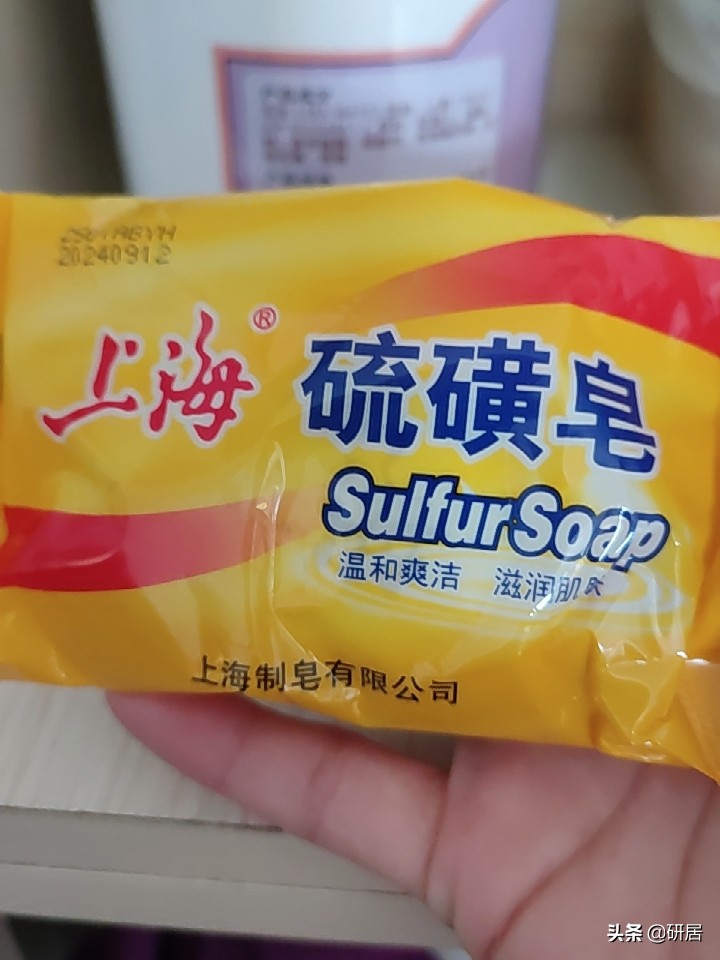 20240912
上海®
硫磺皂
Sulfur Soap
温和爽洁 滋润肌肤
上海制皂有限公司
头条 @研居